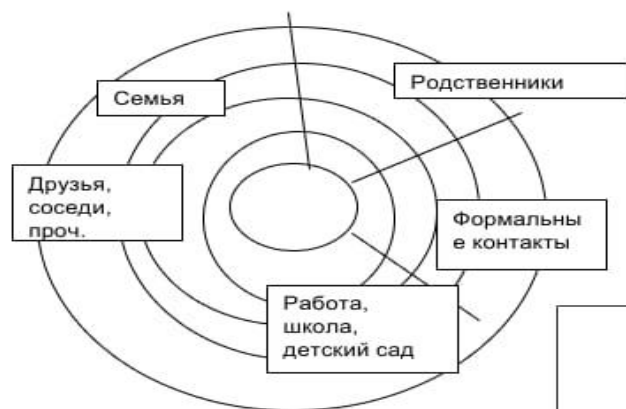 Родственники
Семья
Друзья,
соседи,
проч.
Формальны
е контакты
Работа,
школа,
детский сад